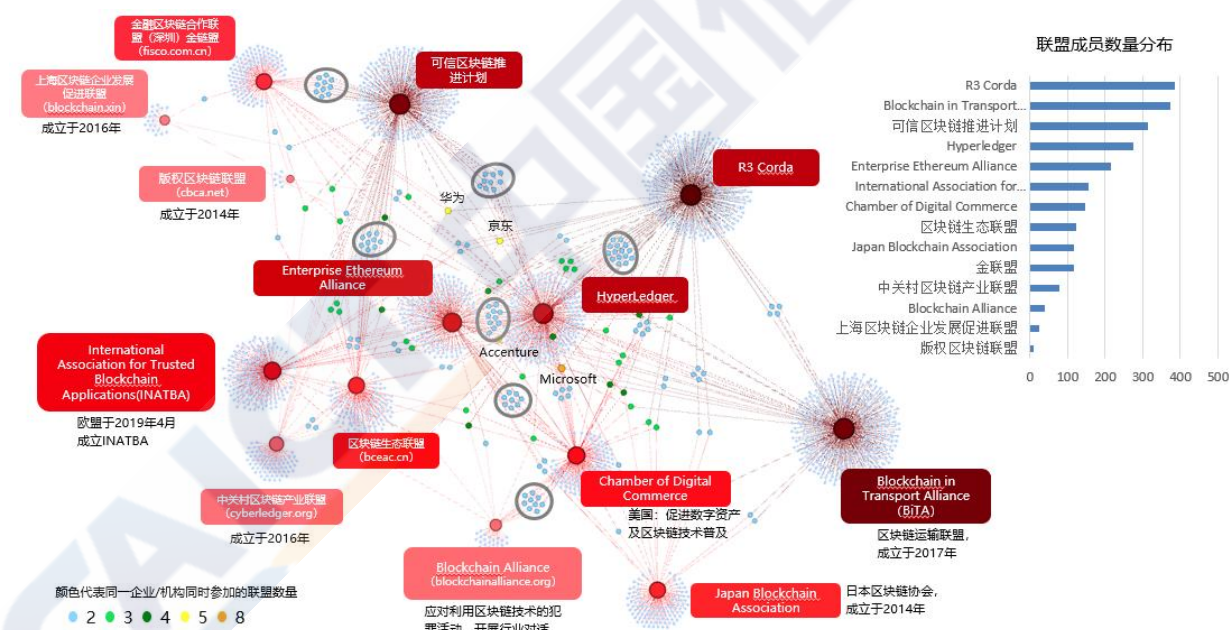 金融区块链合作联
盟（深圳）金链盟
（fisco.com.cn）
可信区块链推
进计划
上海区块链企业发展
促进联盟
（blockchain.xin）
成立于2016年
版权区块链联盟
（cbca.net）
成立于2014年
华为
京东
R3 Corda
Enterprise Ethereum
Alliance
HyperLedger
Accenture
Microsoft
International
Association for Trusted
Blockchain
Applications(INATBA)
欧盟于2019年4月
成立INATBA
区块链生态联盟
（bceac.cn）
中关村区块链产业联盟
（cyberledger.org）
成立于2016年
Chamber of Digital
Commerce
美国：促进数字资产
及区块链技术普及
Blockchain in
Transport Alliance
(BiTA)
区块链运输联盟，
成立于2017年
Blockchain Alliance
（blockchainalliance.org）
应对利用区块链技术的犯
罪活动，开展行业对话
Japan Blockchain
Association
日本区块链协会，
成立于2014年
颜色代表同一企业/机构同时参加的联盟数量
2 3 4 5 8
联盟成员数量分布
R3 Corda
Blockchain in Transport...
可信区块链推进计划
Hyperledger
Enterprise Ethereum Alliance
International Association for...
Chamber of Digital Commerce
区块链生态联盟
Japan Blockchain Association
金联盟
中关村区块链产业联盟
Blockchain Alliance
上海区块链企业发展促进联盟
版权区块链联盟
0 100 200 300 400 500